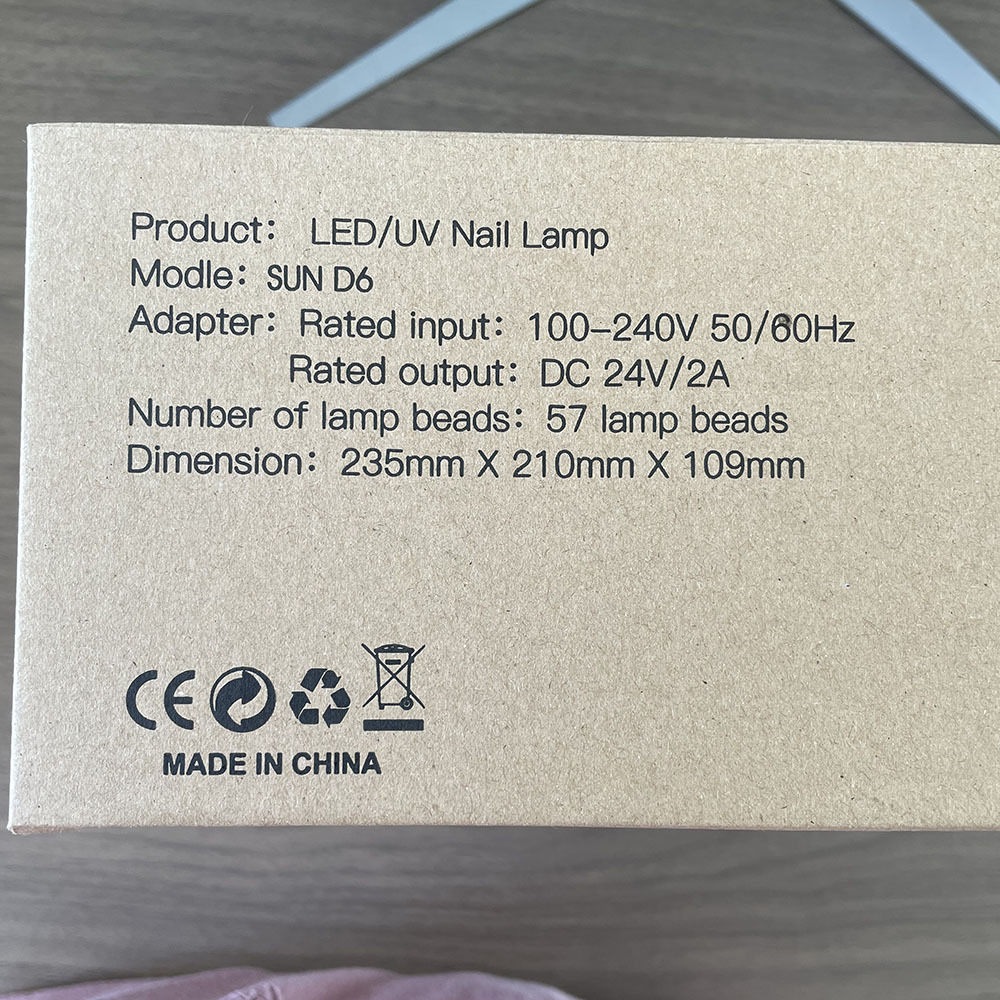 Product： LED/UV Nail Lamp
Modle：SUN D6
Adapter：Rated input：100-240V 50/60Hz
Rated output：DC 24V/2A
Number of lamp beads：57 lamp beads
Dimension：235mm X 210mm X 109mm
CE
MADE IN CHINA